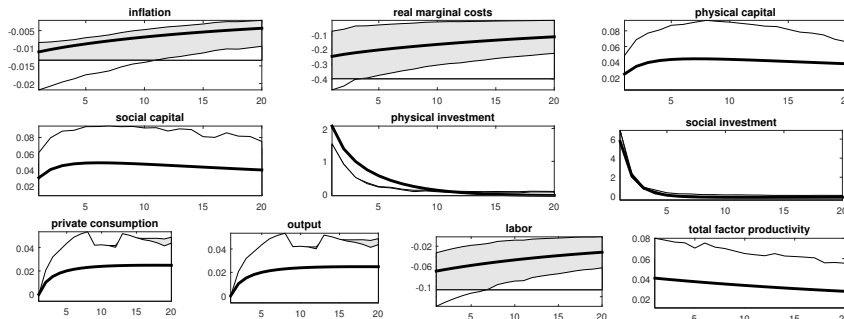 inflation
real marginal costs
physical capital
-0.005
-0.01
-0.015
-0.02
5 10 15 20
-0.1
-0.2
-0.3
-0.4
5 10 15 20
0.08
0.06
0.04
0.02
5 10 15 20
social capital
physical investment
social investment
0.08
0.06
0.04
0.02
5 10 15 20
2
1
0
5 10 15 20
6
4
2
0
5 10 15 20
private consumption
output
labor
total factor productivity
0.04
0.02
0
5 10 15 20
0.04
0.02
0
5 10 15 20
-0.02
-0.06
-0.1
5 10 15 20
0.08
0.06
0.04
0.02
5 10 15 20